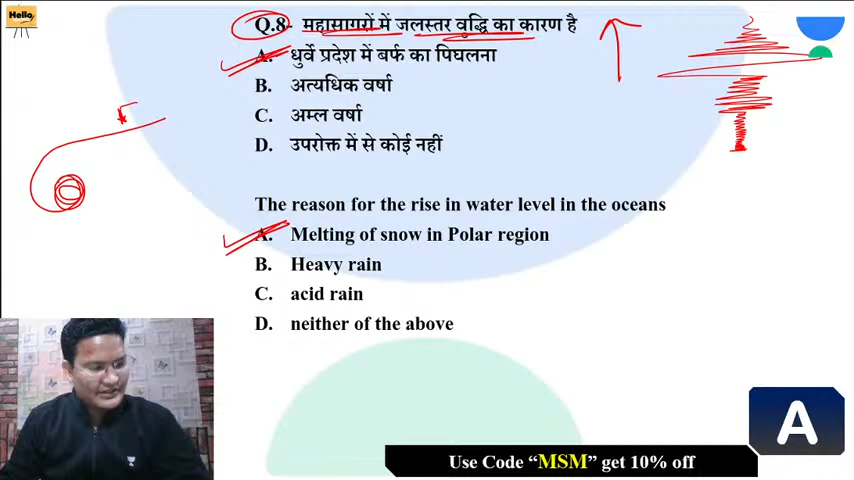 Hello
Q.8- महासागरों में जलस्तर वृद्धि का कारण है
A. धुर्वे प्रदेश में बर्फ का पिघलना
B. अत्यधिक वर्षा
C. अम्ल वर्षा
D. उपरोक्त में से कोई नहीं
The reason for the rise in water level in the oceans
A. Melting of snow in Polar region
B. Heavy rain
C. acid rain
D. neither of the above
A
Use Code “MSM” get 10% off